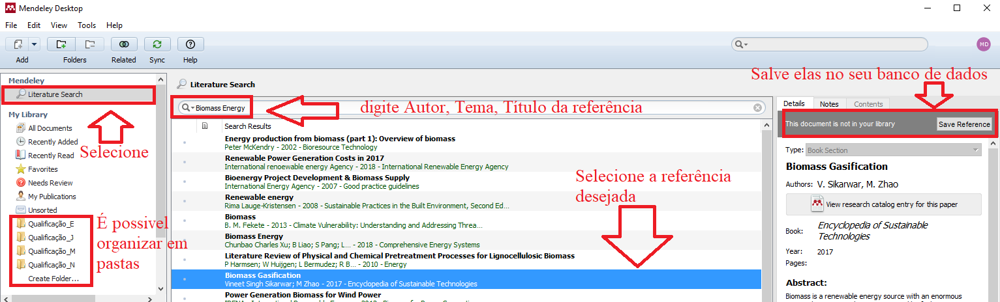 Mendeley Desktop
File Edit View Tools Help
Add Folders Related Sync Help
MD
Mendeley
Literature Search
Selecione
My Library
All Documents
Recently Added
Recently Read
Favorites
Needs Review
My Publications
Unsorted
Qualificação_E
Qualificação_J
Qualificação_M
Qualificação_N
Create Folder...
É possivel
organizar em
pastas
Literature Search
Biomass Energy
digite Autor, Tema, Título da referência
Search Results
Energy production from biomass (part 1): Overview of biomass
Peter McKendry - 2002 - Bioresource Technology
Renewable Power Generation Costs in 2017
International renoewable energy Agency - 2018 - International Renewable Energy Agency
Bioenergy Project Development & Biomass Supply
International Energy Agency - 2007 - Good practice guidelines
Renewable energy
Rima Lauge-Kristensen - 2008 - Sustainable Practices in the Built Environment, Second Ed...
Biomass
B. M. Fekete - 2013 - Climate Vulnerability: Understanding and Addressing Threa...
Biomass Energy
Chunbao Charles Xu; B Liao; S Pang; L... - 2018 - Comprehensive Energy Systems
Literature Review of Physical and Chemical Pretreatment Processes for Lignocellulosic Biomass
P Harmsen; W Huijgen; L Bermudez; R B... - 2010 - Energy
Biomass Gasification
Vineet Singh Sikarwar; M Zhao - 2017 - Encyclopedia of Sustainable Technologies
Power Generation Biomass for Wind Power
Selecione a referência
desejada
Salve elas no seu banco de dados
Details Notes Contents
This document is not in your library Save Reference
Type: Book Section
Biomass Gasification
Authors: V. Sikarwar, M. Zhao
View research catalog entry for this paper
Book: Encyclopedia of Sustainable
Technologies
Year: 2017
Pages:
Abstract:
Biomass is a renewable energy source with an enormous